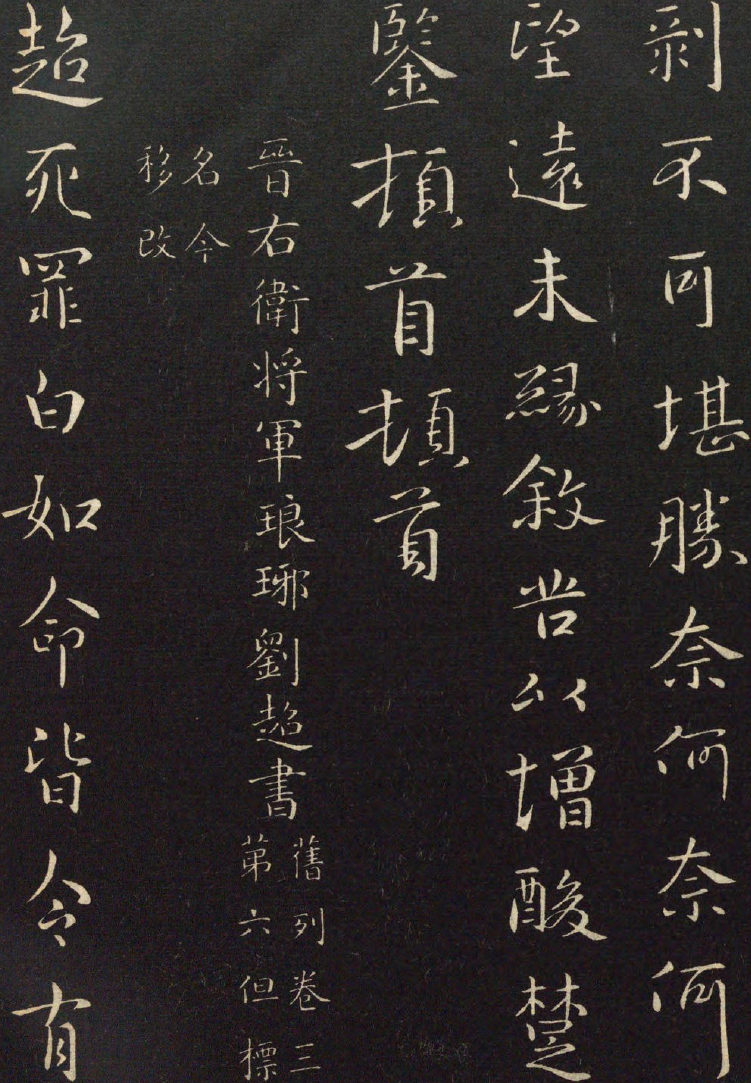 剝不可堪勝奈何奈何
望遠未緣敘苦以增酸楚
鑒頓首頓首
晉右衛将軍琅琊劉超書
舊列卷三
第六但標
名今
移改
超死罪白如命皆令有